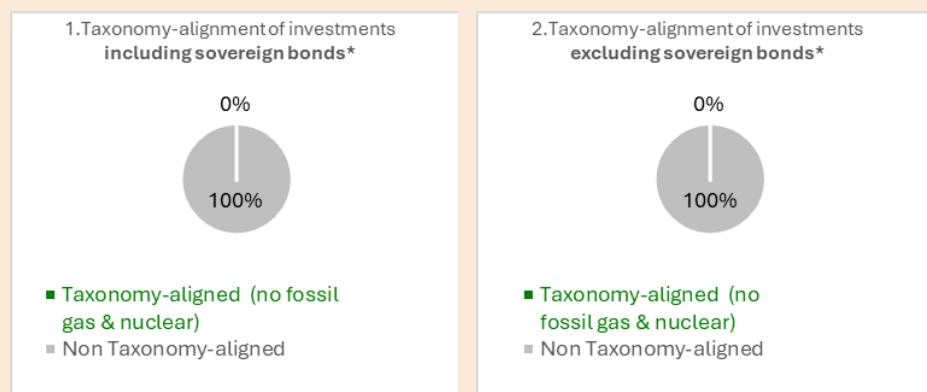 1.Taxonomy-alignment of investments
including sovereign bonds*
0%
100%
Taxonomy-aligned (no fossil
gas & nuclear)
Non Taxonomy-aligned
2.Taxonomy-alignment of investments
excluding sovereign bonds*
0%
100%
Taxonomy-aligned (no
fossil gas & nuclear)
Non Taxonomy-aligned